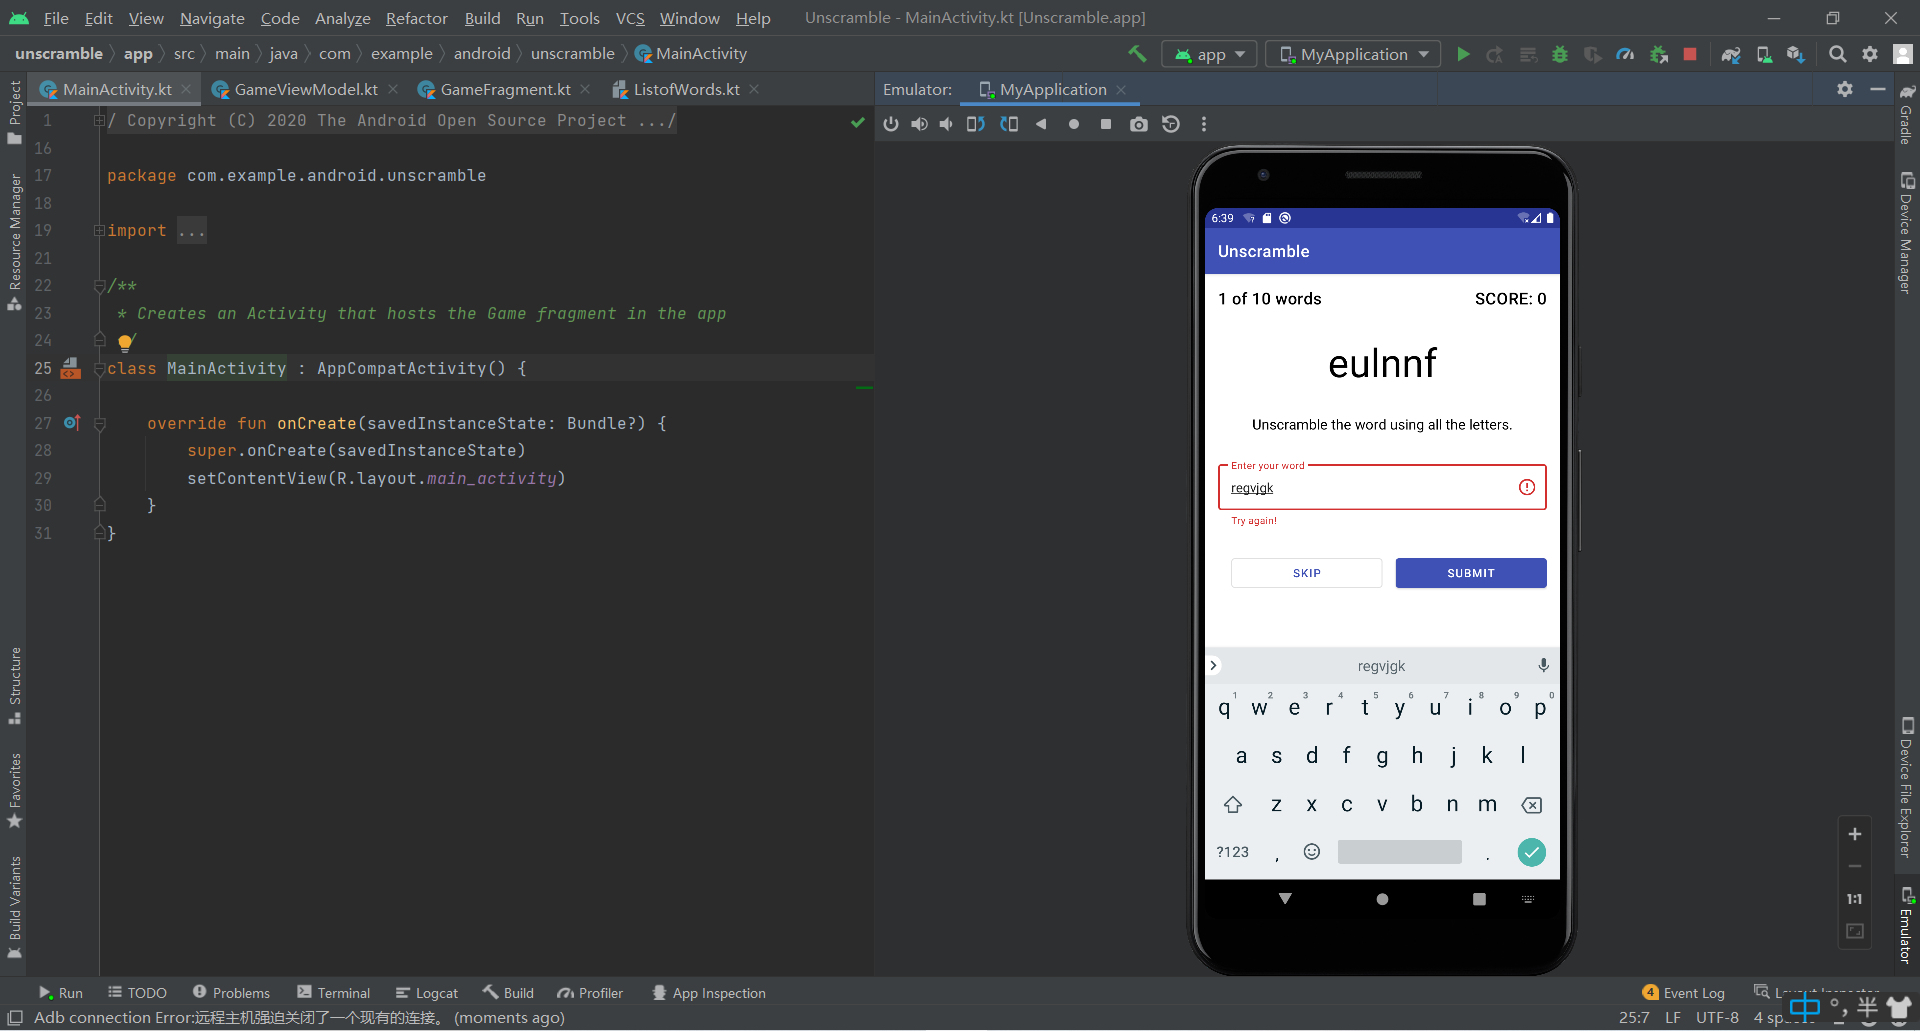 File Edit View Navigate Code Analyze Refactor Build Run Tools VCS Window Help Unscramble - MainActivity.kt [Unscramble.app]
unscramble app src main java com example android unscramble MainActivity app MyApplication
MainActivity.kt GameViewModel.kt GameFragment.kt ListofWords.kt Emulator: MyApplication
Project
Resource Manager
Structure
Favorites
Build Variants
1 / Copyright (C) 2020 The Android Open Source Project .../
16
17 package com.example.android.unscramble
18
19 import ...
21
22 /**
23 * Creates an Activity that hosts the Game fragment in the app
24 */
25 class MainActivity : AppCompatActivity() {
26
27 override fun onCreate(savedInstanceState: Bundle?) {
28 super.onCreate(savedInstanceState)
29 setContentView(R.layout.main_activity)
30 }
31 }
6:39
Unscramble
1 of 10 words SCORE: 0
eulnnf
Unscramble the word using all the letters.
Enter your word
regvjgk
Try again!
SKIP SUBMIT
regvjgk
1 2 3 4 5 6 7 8 9 0
q w e r t y u i o p
a s d f g h j k l
z x c v b n m
?123 , .
1:1
Gradle
Device Manager
Device File Explorer
Emulator
Run TODO Problems Terminal Logcat Build Profiler App Inspection 4 Event Log
Adb connection Error:远程主机强迫关闭了一个现有的连接。 (moments ago) 25:7 LF UTF-8 4 中 °, 半